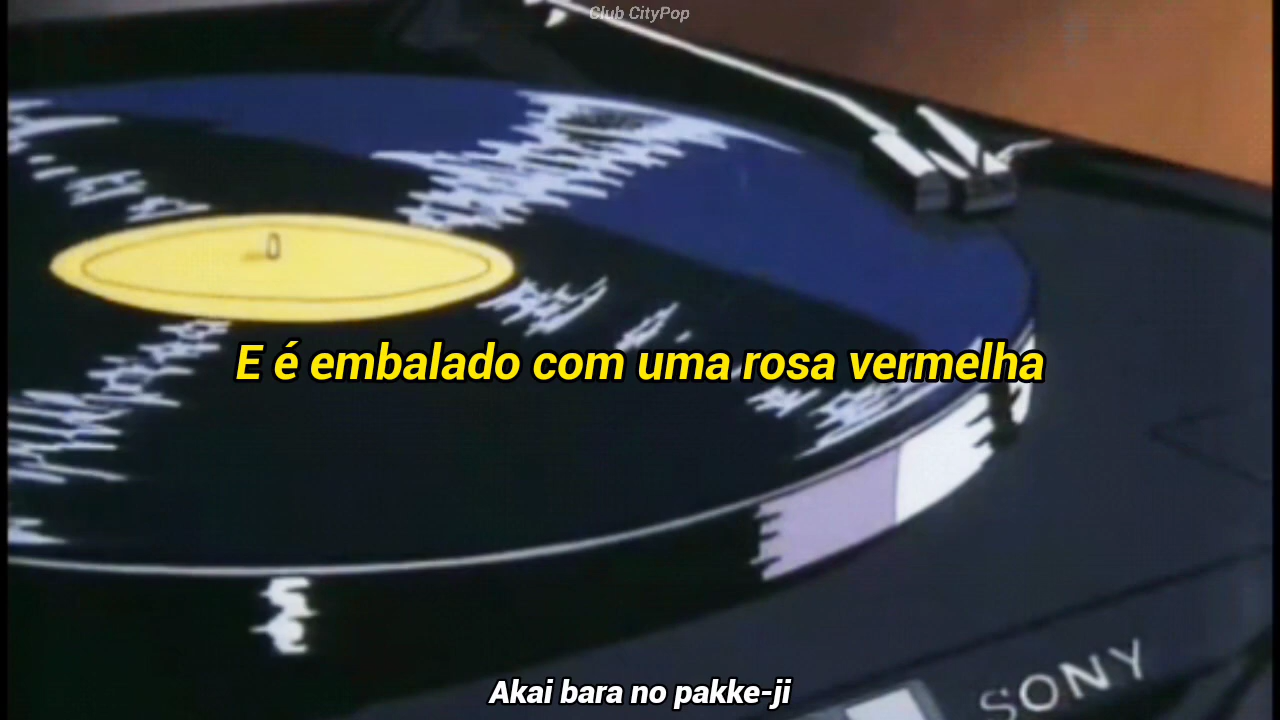 Club CityPop
E é embalado com uma rosa vermelha
Akai bara no pakke-ji
SONY